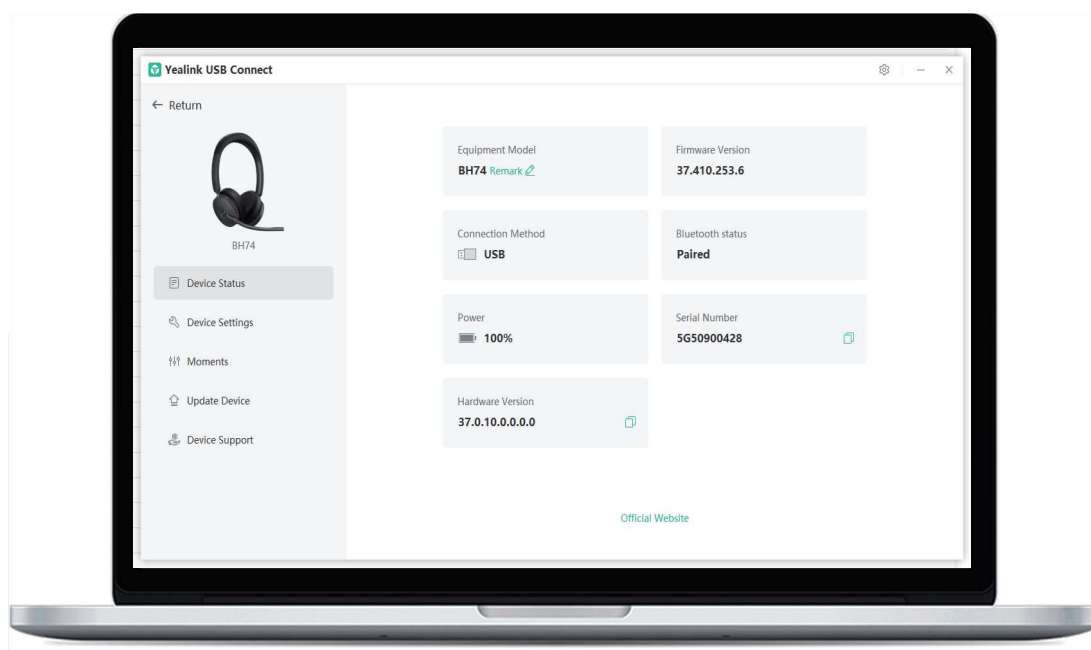 Yealink USB Connect
Return
BH74
Device Status
Device Settings
Moments
Update Device
Device Support
Equipment Model
BH74 Remark
Firmware Version
37.410.253.6
Connection Method
USB
Bluetooth status
Paired
Power
100%
Serial Number
5G50900428
Hardware Version
37.0.10.0.0.0.0
Official Website